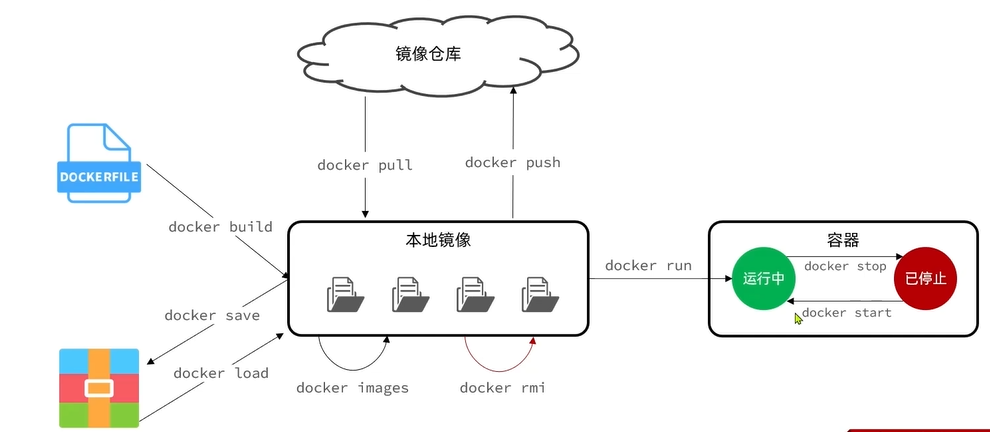 镜像仓库
docker pull
docker push
DOCKERFILE
docker build
本地镜像
容器
docker run
运行中
docker stop
已停止
docker start
docker save
docker load
docker images
docker rmi